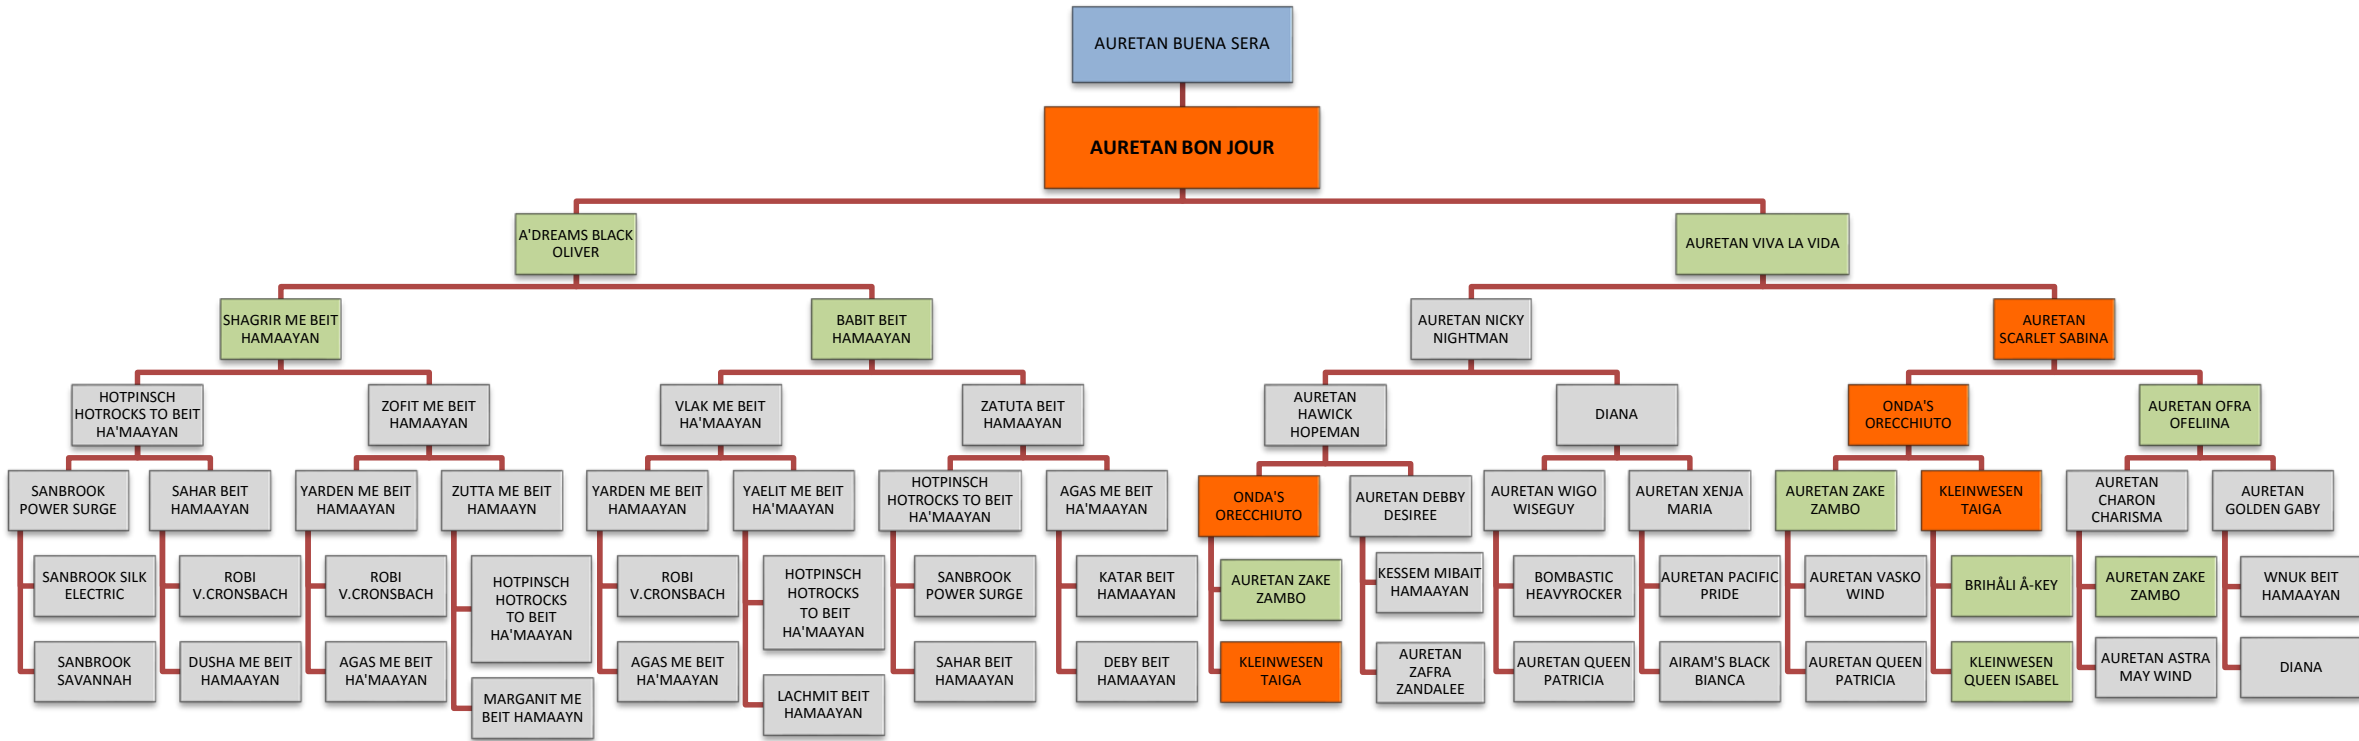 AURETAN BUENA SERA
AURETAN BON JOUR
A'DREAMS BLACK
OLIVER
AURETAN VIVA LA VIDA
SHAGRIR ME BEIT
HAMAAYAN
BABIT BEIT
HAMAAYAN
AURETAN NICKY
NIGHTMAN
AURETAN
SCARLET SABINA
HOTPINSCH
HOTROCKS TO BEIT
HA'MAAYAN
ZOFIT ME BEIT
HAMAAYAN
VLAK ME BEIT
HA'MAAYAN
ZATUTA BEIT
HAMAAYAN
AURETAN
HAWICK
HOPEMAN
DIANA
ONDA'S
ORECCHIUTO
AURETAN OFRA
OFELIINA
SANBROOK
POWER SURGE
SAHAR BEIT
HAMAAYAN
YARDEN ME BEIT
HAMAAYAN
ZUTTA ME BEIT
HAMAAYN
YARDEN ME BEIT
HAMAAYAN
YAELIT ME BEIT
HA'MAAYAN
HOTPINSCH
HOTROCKS TO BEIT
HA'MAAYAN
AGAS ME BEIT
HA'MAAYAN
ONDA'S
ORECCHIUTO
AURETAN DEBBY
DESIREE
AURETAN WIGO
WISEGUY
AURETAN XENJA
MARIA
AURETAN ZAKE
ZAMBO
KLEINWESEN
TAIGA
AURETAN
CHARON
CHARISMA
AURETAN
GOLDEN GABY
SANBROOK SILK
ELECTRIC
ROBI
V.CRONSBACH
ROBI
V.CRONSBACH
HOTPINSCH
HOTROCKS
TO BEIT
HA'MAAYAN
ROBI
V.CRONSBACH
HOTPINSCH
HOTROCKS
TO BEIT
HA'MAAYAN
SANBROOK
POWER SURGE
KATAR BEIT
HAMAAYAN
AURETAN ZAKE
ZAMBO
KESSEM MIBAIT
HAMAAYAN
BOMBASTIC
HEAVYROCKER
AURETAN PACIFIC
PRIDE
AURETAN VASKO
WIND
BRIHÅLI Å-KEY
AURETAN ZAKE
ZAMBO
WNUK BEIT
HAMAAYAN
SANBROOK
SAVANNAH
DUSHA ME BEIT
HAMAAYAN
AGAS ME BEIT
HA'MAAYAN
MARGANIT ME
BEIT HAMAAYN
AGAS ME BEIT
HA'MAAYAN
LACHMIT BEIT
HAMAAYAN
SAHAR BEIT
HAMAAYAN
DEBY BEIT
HAMAAYAN
KLEINWESEN
TAIGA
AURETAN
ZAFRA
ZANDALEE
AURETAN QUEEN
PATRICIA
AIRAM'S BLACK
BIANCA
AURETAN QUEEN
PATRICIA
KLEINWESEN
QUEEN ISABEL
AURETAN ASTRA
MAY WIND
DIANA